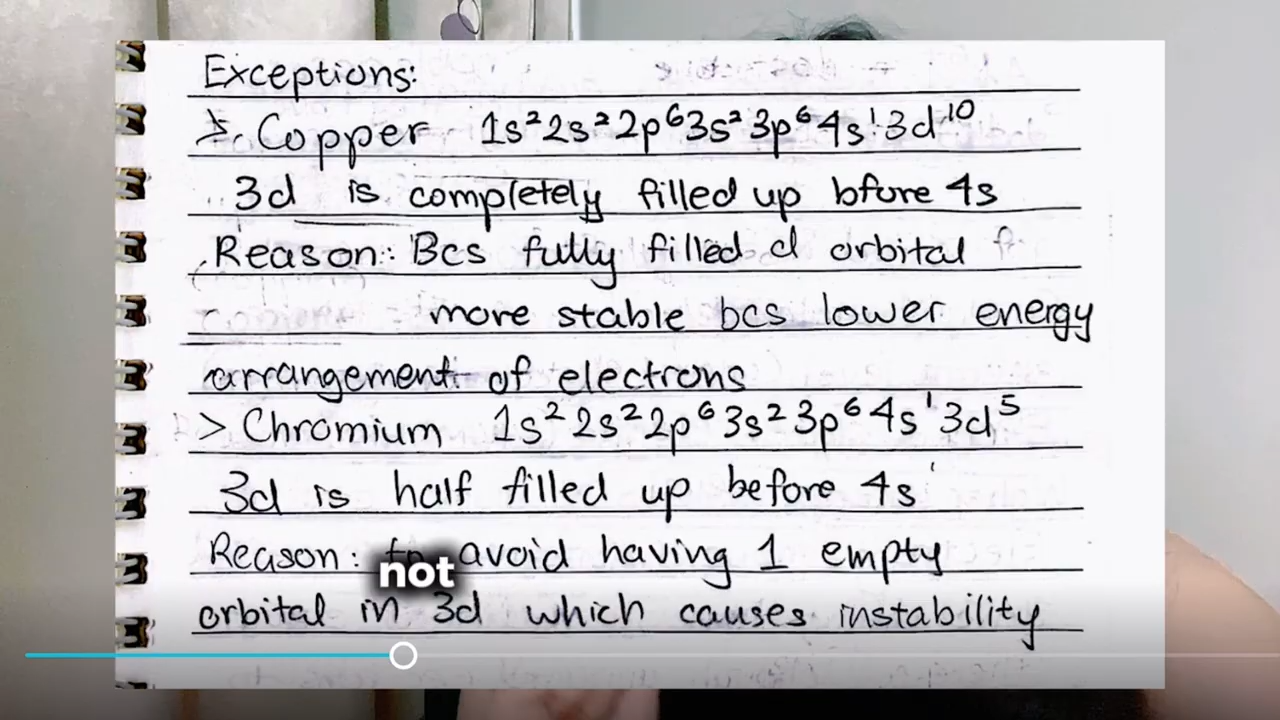 Exceptions:
> Copper 1s²2s²2p⁶3s²3p⁶4s¹3d¹⁰
3d is completely filled up bfore 4s
Reason: Bcs fully filled d orbital
more stable bcs lower energy
arrangement of electrons
> Chromium 1s²2s²2p⁶3s²3p⁶4s¹3d⁵
3d is half filled up before 4s
Reason: to avoid having 1 empty
not
orbital in 3d which causes instability